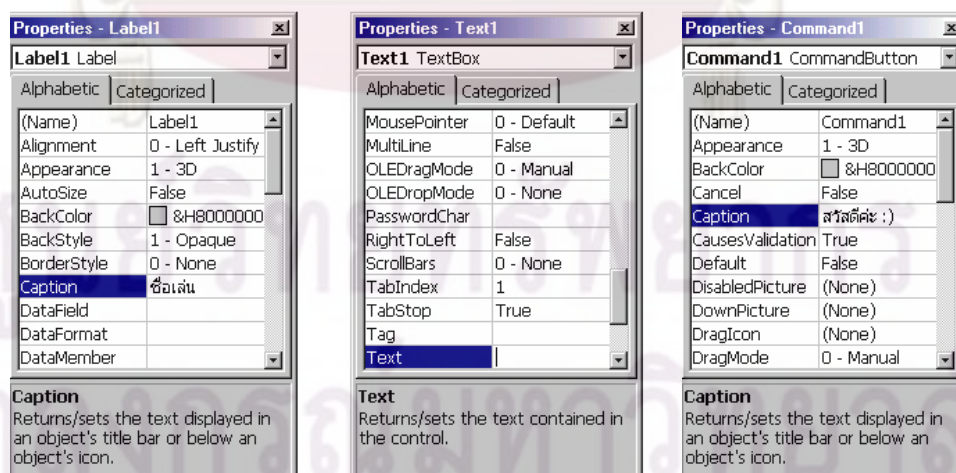 Properties - Label1
Label1 Label
Alphabetic Categorized
(Name) Label1
Alignment 0 - Left Justify
Appearance 1 - 3D
AutoSize False
BackColor &H8000000
BackStyle 1 - Opaque
BorderStyle 0 - None
Caption ชื่อเล่น
DataField
DataFormat
DataMember
Caption
Returns/sets the text displayed in
an object's title bar or below an
object's icon.
Properties - Text1
Text1 TextBox
Alphabetic Categorized
MousePointer 0 - Default
MultiLine False
OLEDragMode 0 - Manual
OLEDropMode 0 - None
PasswordChar
RightToLeft False
ScrollBars 0 - None
TabIndex 1
TabStop True
Tag
Text
Text
Returns/sets the text contained in
the control.
Properties - Command1
Command1 CommandButton
Alphabetic Categorized
(Name) Command1
Appearance 1 - 3D
BackColor &H8000000
Cancel False
Caption สวัสดีค่ะ :)
CausesValidation True
Default False
DisabledPicture (None)
DownPicture (None)
DragIcon (None)
DragMode 0 - Manual
Caption
Returns/sets the text displayed in
an object's title bar or below an
object's icon.